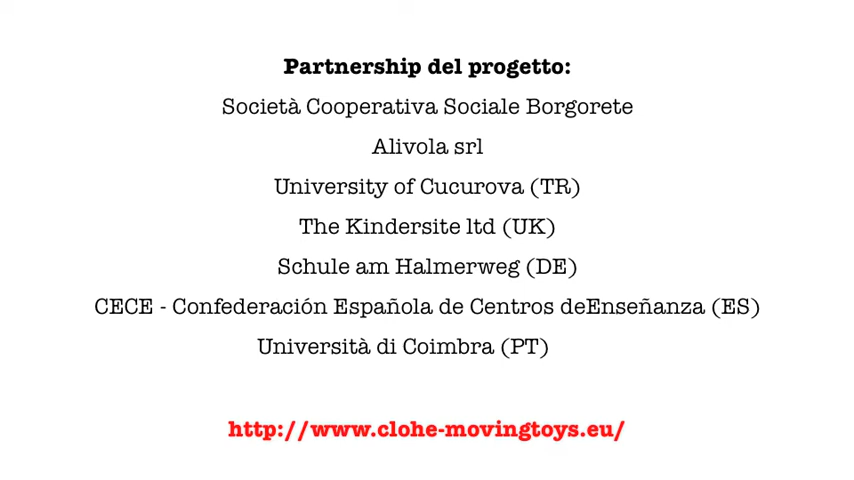 Partnership del progetto:
Società Cooperativa Sociale Borgorete
Alivola srl
University of Cucurova (TR)
The Kindersite ltd (UK)
Schule am Halmerweg (DE)
CECE - Confederación Española de Centros deEnseñanza (ES)
Università di Coimbra (PT)
http://www.clohe-movingtoys.eu/